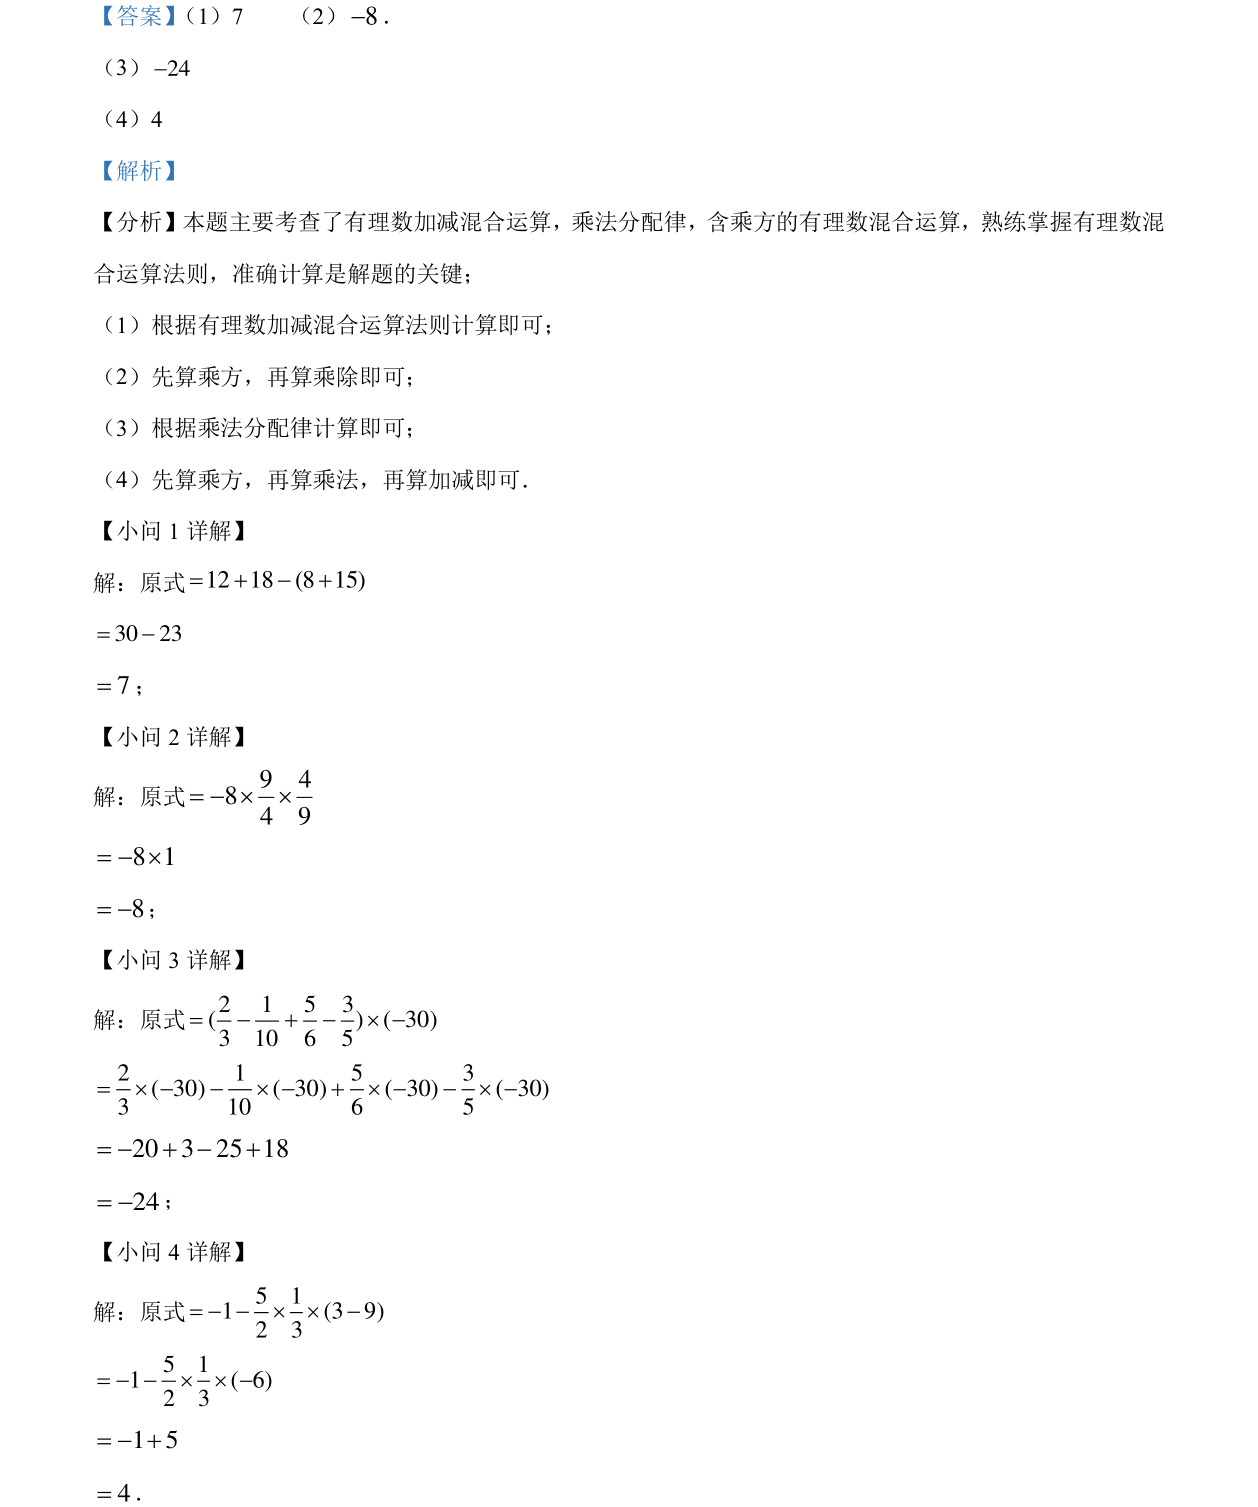 【答案】（1）7 （2）−8．
（3）−24
（4）4
【解析】
【分析】本题主要考查了有理数加减混合运算，乘法分配律，含乘方的有理数混合运算，熟练掌握有理数混
合运算法则，准确计算是解题的关键；
（1）根据有理数加减混合运算法则计算即可；
（2）先算乘方，再算乘除即可；
（3）根据乘法分配律计算即可；
（4）先算乘方，再算乘法，再算加减即可．
【小问 1 详解】
解：原式=12+18−(8+15)
=30−23
=7；
【小问 2 详解】
解：原式=−8×9/4×4/9
=−8×1
=−8；
【小问 3 详解】
解：原式=(2/3−1/10+5/6−3/5)×(−30)
=2/3×(−30)−1/10×(−30)+5/6×(−30)−3/5×(−30)
=−20+3−25+18
=−24；
【小问 4 详解】
解：原式=−1−5/2×1/3×(3−9)
=−1−5/2×1/3×(−6)
=−1+5
=4．